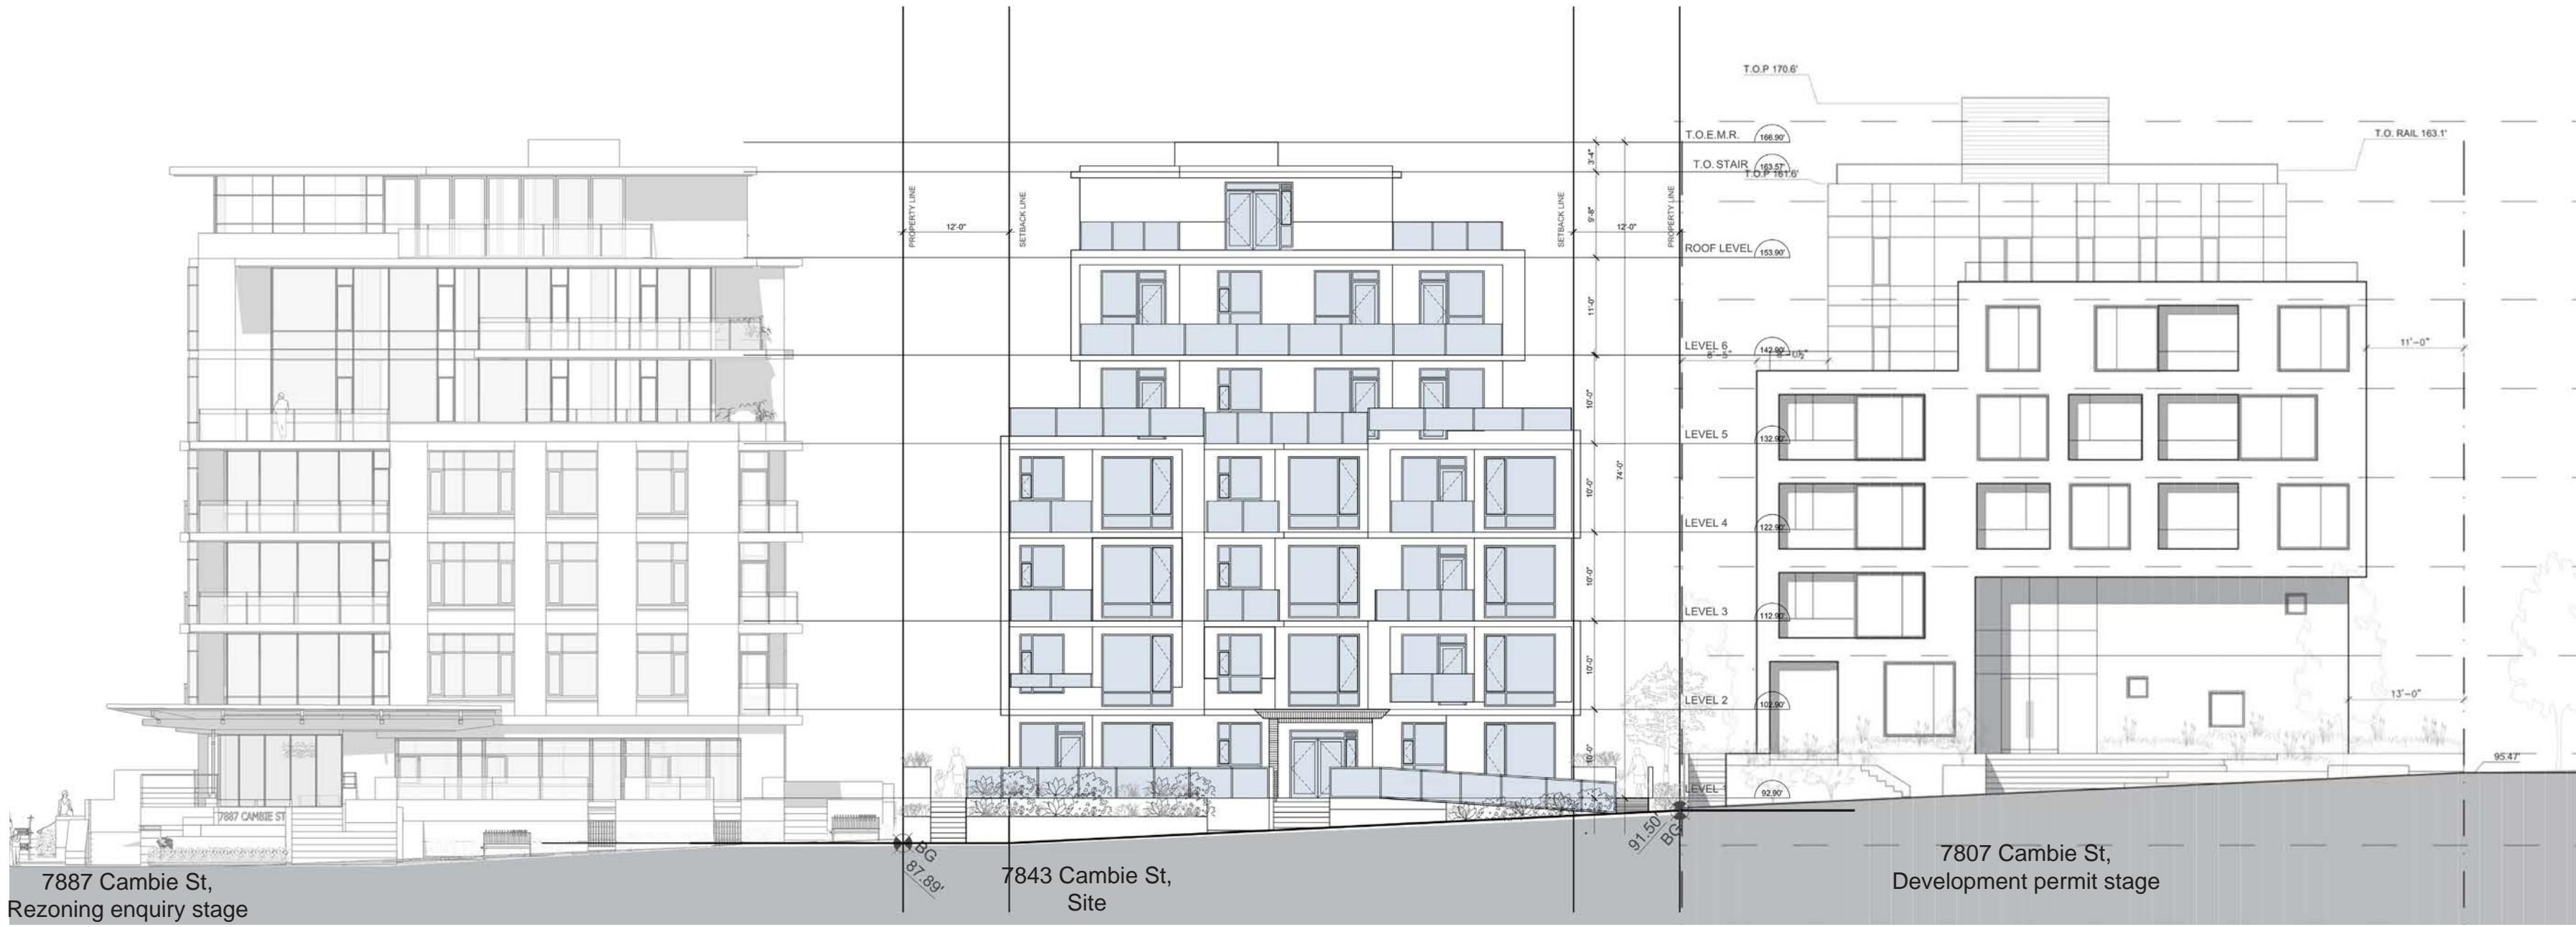 T.O.P 170.6'
T.O.E.M.R. 166.90'
T.O. RAIL 163.1'
T.O. STAIR 163.57'
T.O.P 161.6'
3'-4"
PROPERTY LINE
12'-0"
SETBACK LINE
SETBACK LINE
9'-8"
12'-0"
PROPERTY LINE
ROOF LEVEL 153.90'
11'-0"
LEVEL 6 142.90'
8'-5"
11'-0"
10'-0"
LEVEL 5 132.90'
10'-0"
74'-0"
LEVEL 4 122.90'
10'-0"
LEVEL 3 112.90'
10'-0"
13'-0"
LEVEL 2 102.90'
10'-0"
95.47'
LEVEL 92.90'
7887 CAMBIE ST
BG
87.89'
91.50'
BG
7887 Cambie St,
Rezoning enquiry stage
7843 Cambie St,
Site
7807 Cambie St,
Development permit stage